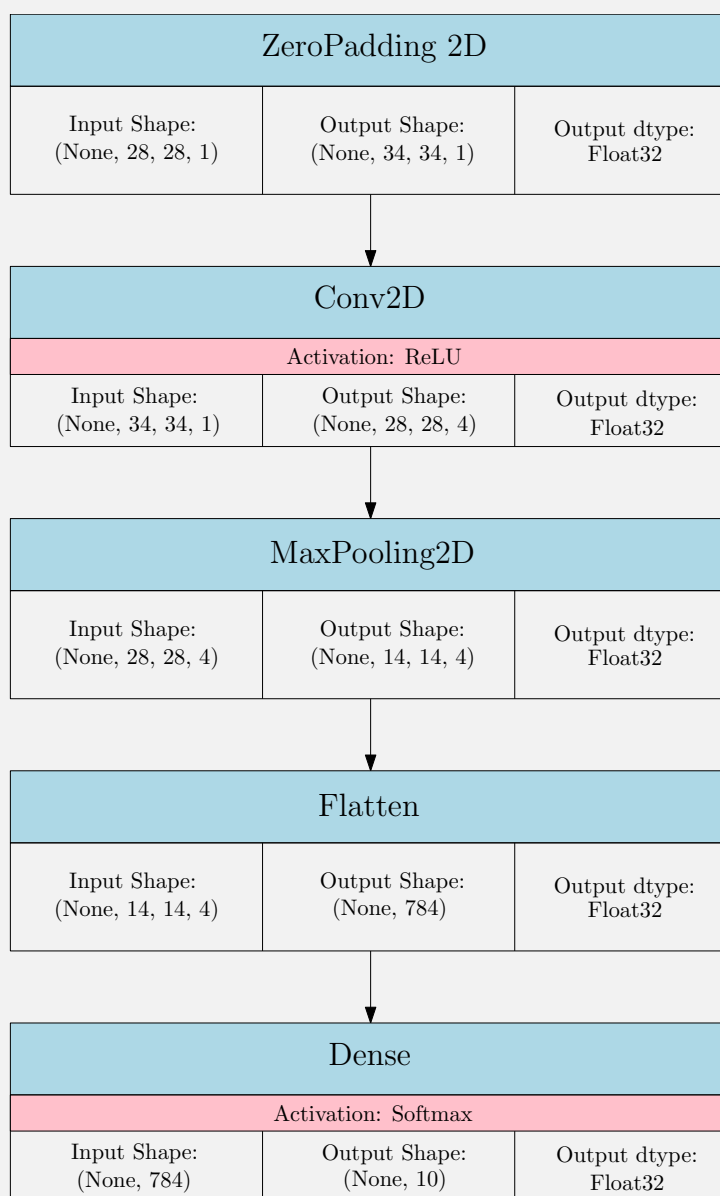 ZeroPadding 2D
Input Shape:
(None, 28, 28, 1)
Output Shape:
(None, 34, 34, 1)
Output dtype:
Float32
Conv2D
Activation: ReLU
Input Shape:
(None, 34, 34, 1)
Output Shape:
(None, 28, 28, 4)
Output dtype:
Float32
MaxPooling2D
Input Shape:
(None, 28, 28, 4)
Output Shape:
(None, 14, 14, 4)
Output dtype:
Float32
Flatten
Input Shape:
(None, 14, 14, 4)
Output Shape:
(None, 784)
Output dtype:
Float32
Dense
Activation: Softmax
Input Shape:
(None, 784)
Output Shape:
(None, 10)
Output dtype:
Float32